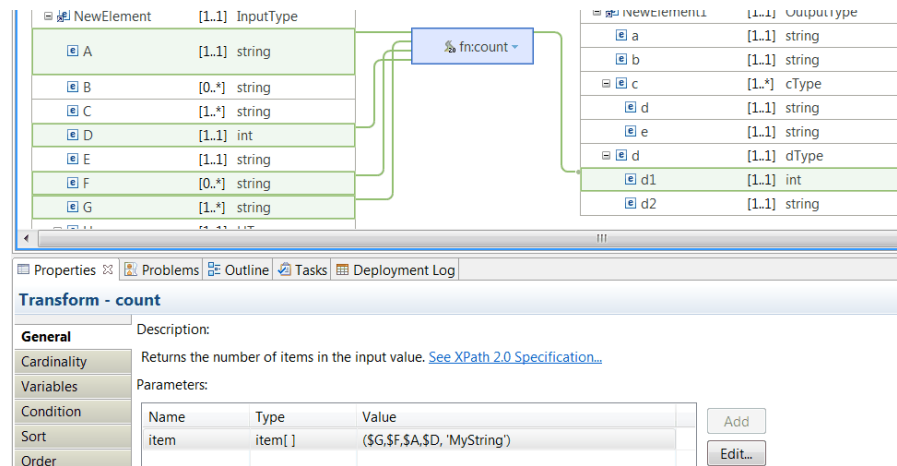 NewElement [1..1] InputType
A [1..1] string
B [0..*] string
C [1..*] string
D [1..1] int
E [1..1] string
F [0..*] string
G [1..*] string
fn:count
NewElement1 [1..1] OutputType
a [1..1] string
b [1..1] string
c [1..*] cType
d [1..1] string
e [1..1] string
d [1..1] dType
d1 [1..1] int
d2 [1..1] string
Properties Problems Outline Tasks Deployment Log
Transform - count
General
Cardinality
Variables
Condition
Sort
Order
Description:
Returns the number of items in the input value. See XPath 2.0 Specification...
Parameters:
Name Type Value
item item[ ] ($G,$F,$A,$D, 'MyString')
Add
Edit...